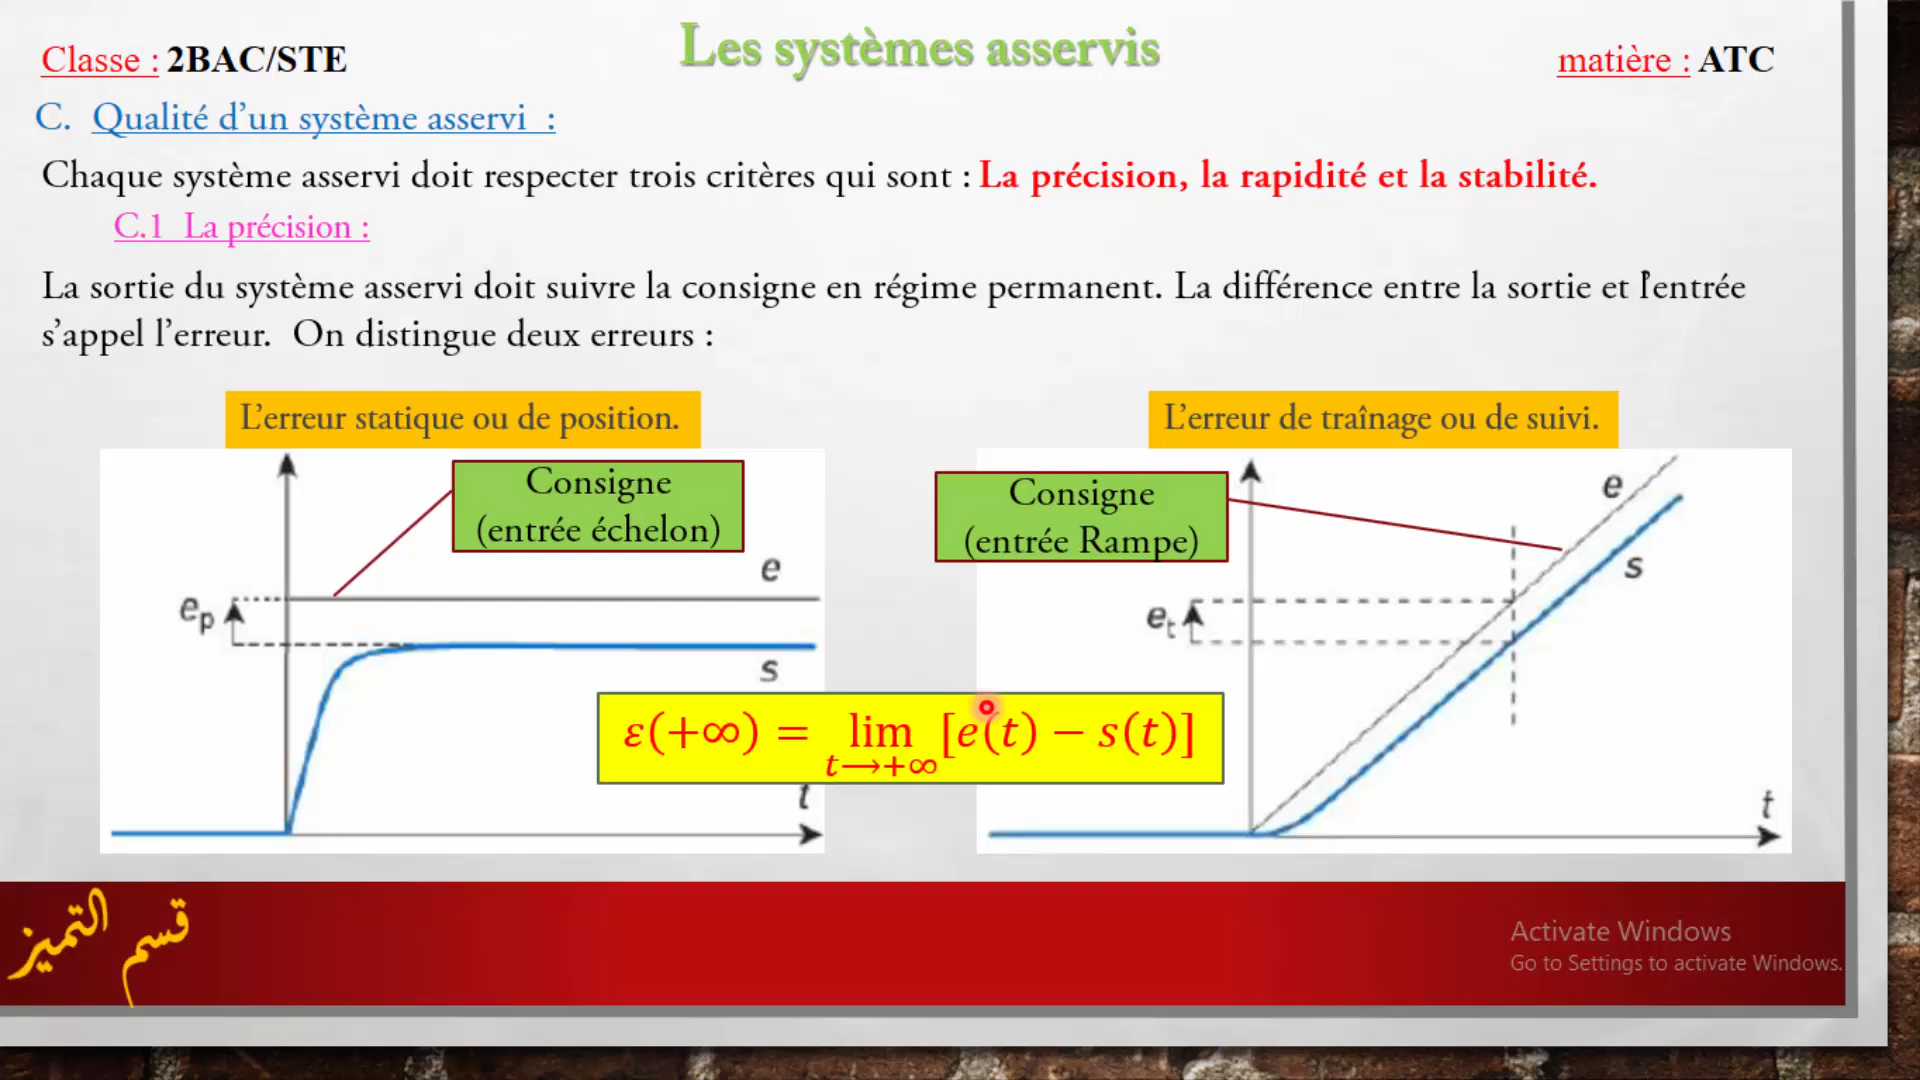 Les systèmes asservis
Classe : 2BAC/STE
matière : ATC
C. Qualité d’un système asservi :
Chaque système asservi doit respecter trois critères qui sont : La précision, la rapidité et la stabilité.
C.1 La précision :
La sortie du système asservi doit suivre la consigne en régime permanent. La différence entre la sortie et l’entrée
s’appel l’erreur. On distingue deux erreurs :
L’erreur statique ou de position.
Consigne
(entrée échelon)
e
e_p
s
t
L’erreur de traînage ou de suivi.
Consigne
(entrée Rampe)
e
s
e_t
t
ε(+∞) = lim [e(t) − s(t)]
t⟶+∞
قسم التميز
Activate Windows
Go to Settings to activate Windows.